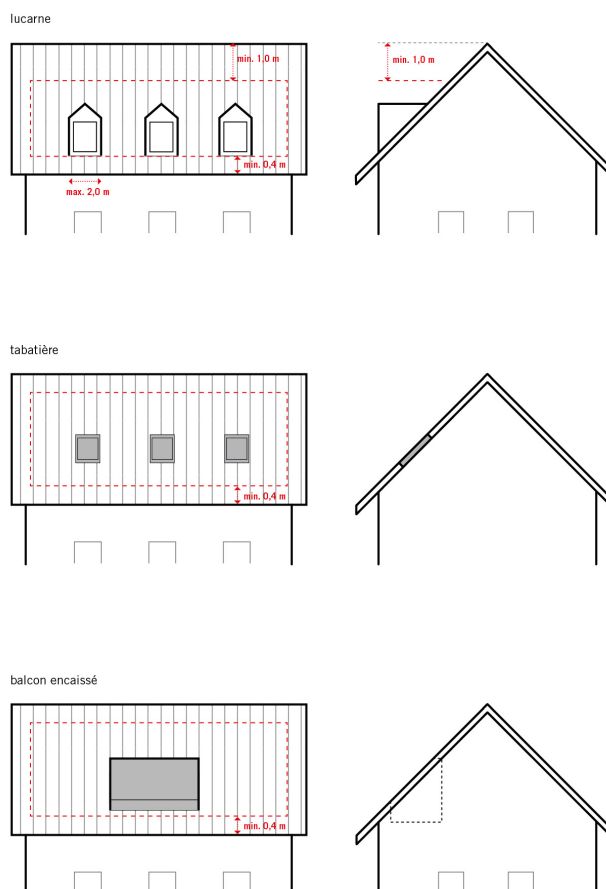 lucarne
min. 1,0 m
min. 1,0 m
min. 0,4 m
max. 2,0 m
tabatière
min. 0,4 m
balcon encaissé
min. 0,4 m